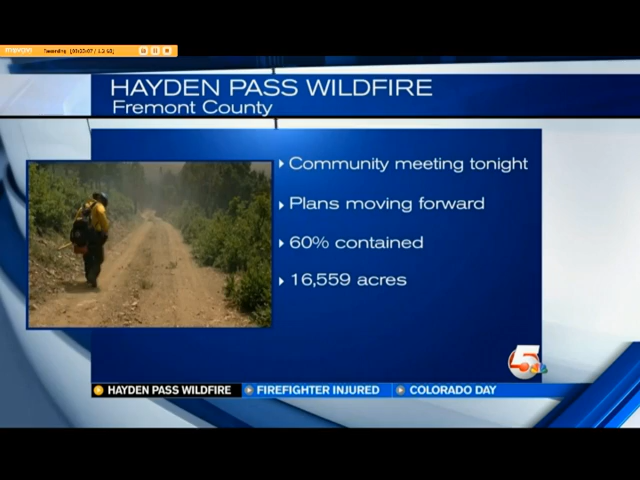 HAYDEN PASS WILDFIRE
Fremont County
Community meeting tonight
Plans moving forward
60% contained
16,559 acres
5
HAYDEN PASS WILDFIRE
FIREFIGHTER INJURED
COLORADO DAY